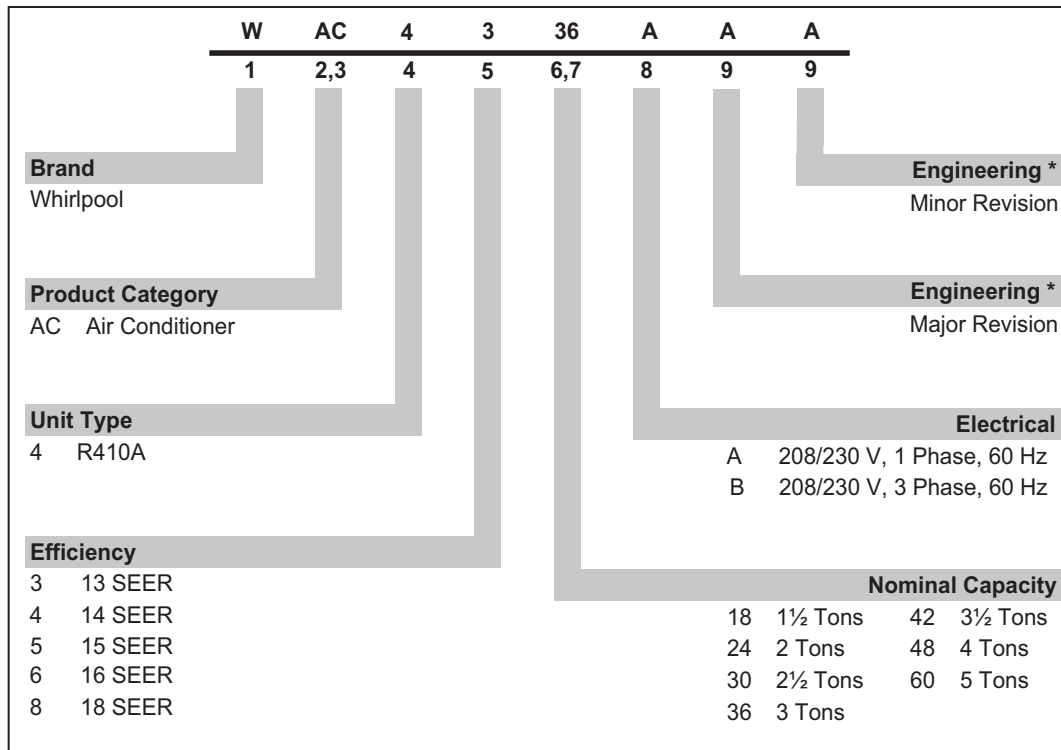 W AC 4 3 36 A A A
1 2,3 4 5 6,7 8 9 9
Brand
Whirlpool
Product Category
AC Air Conditioner
Unit Type
4 R410A
Efficiency
3 13 SEER
4 14 SEER
5 15 SEER
6 16 SEER
8 18 SEER
Engineering *
Minor Revision
Engineering *
Major Revision
Electrical
A 208/230 V, 1 Phase, 60 Hz
B 208/230 V, 3 Phase, 60 Hz
Nominal Capacity
18 1½ Tons 42 3½ Tons
24 2 Tons 48 4 Tons
30 2½ Tons 60 5 Tons
36 3 Tons